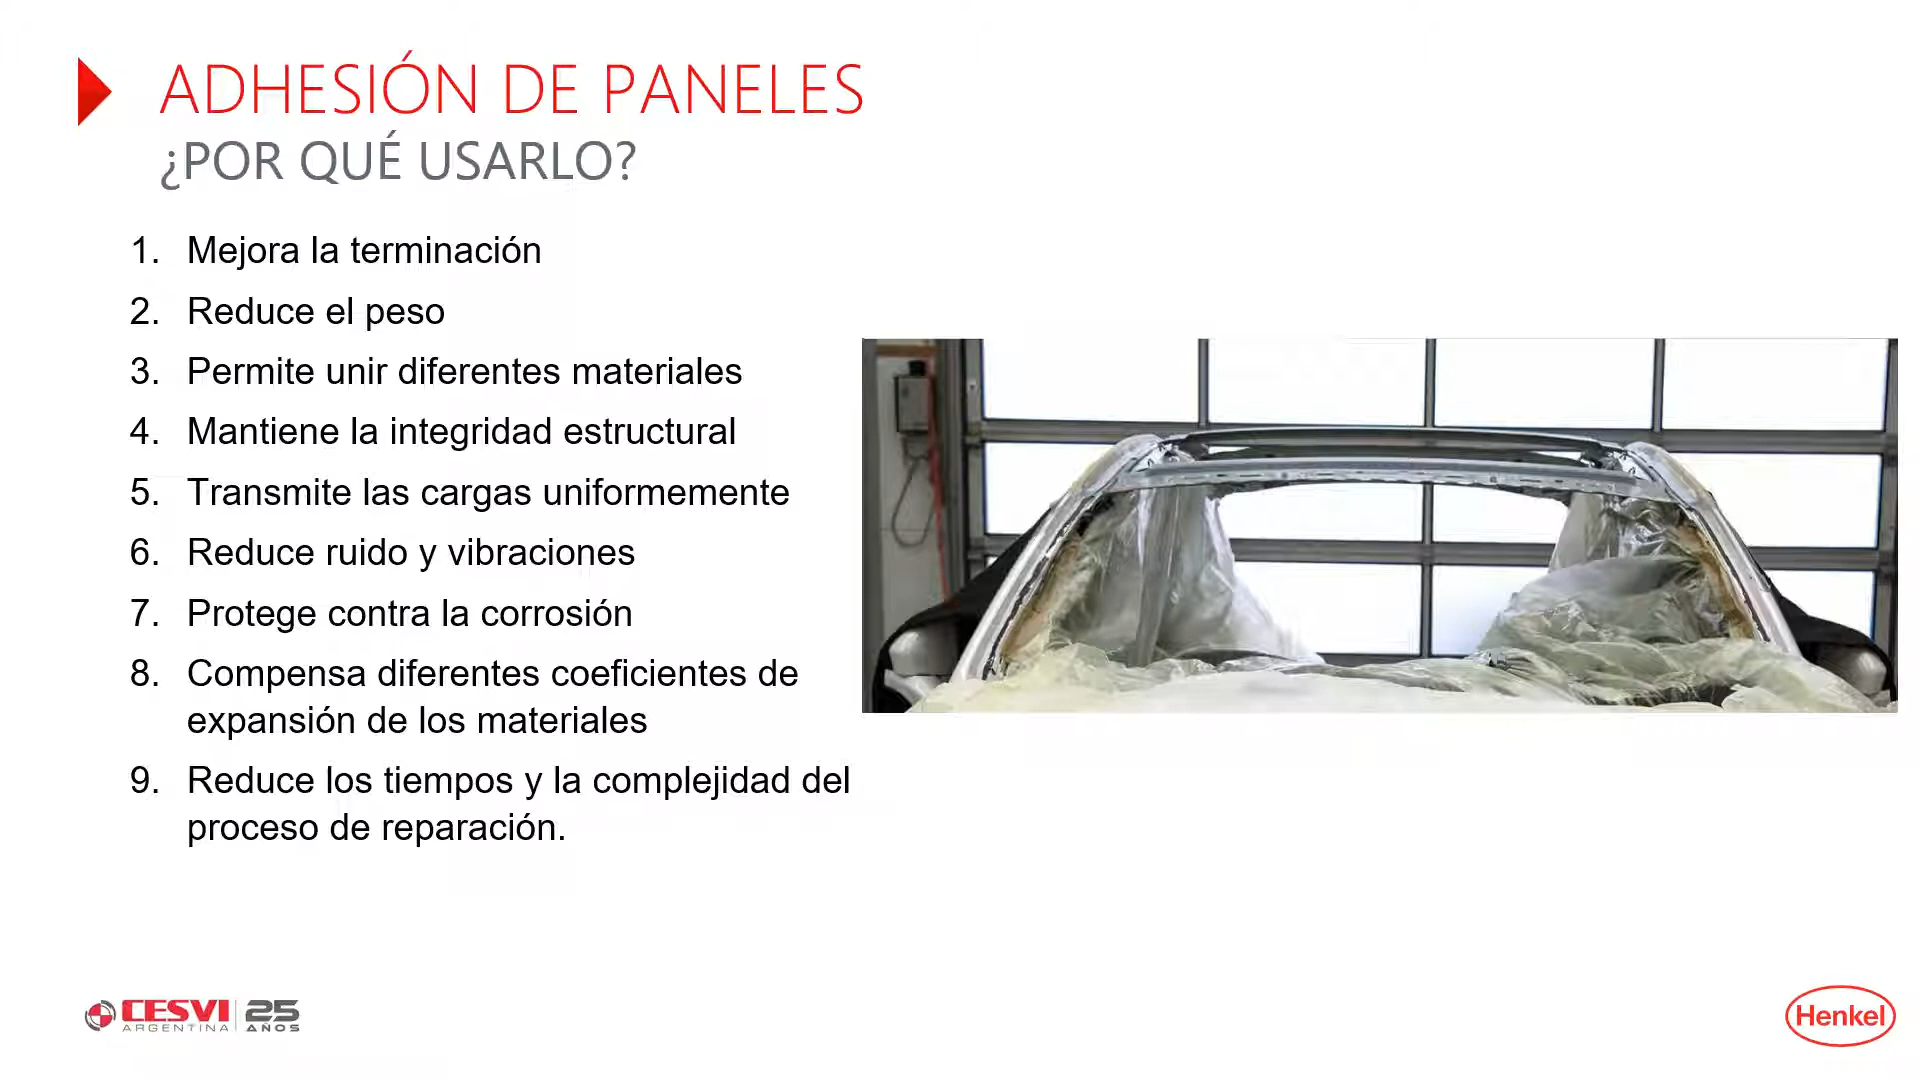 ADHESIÓN DE PANELES
¿POR QUÉ USARLO?
1. Mejora la terminación
2. Reduce el peso
3. Permite unir diferentes materiales
4. Mantiene la integridad estructural
5. Transmite las cargas uniformemente
6. Reduce ruido y vibraciones
7. Protege contra la corrosión
8. Compensa diferentes coeficientes de
expansión de los materiales
9. Reduce los tiempos y la complejidad del
proceso de reparación.
CESVI 25
ARGENTINA AÑOS
Henkel